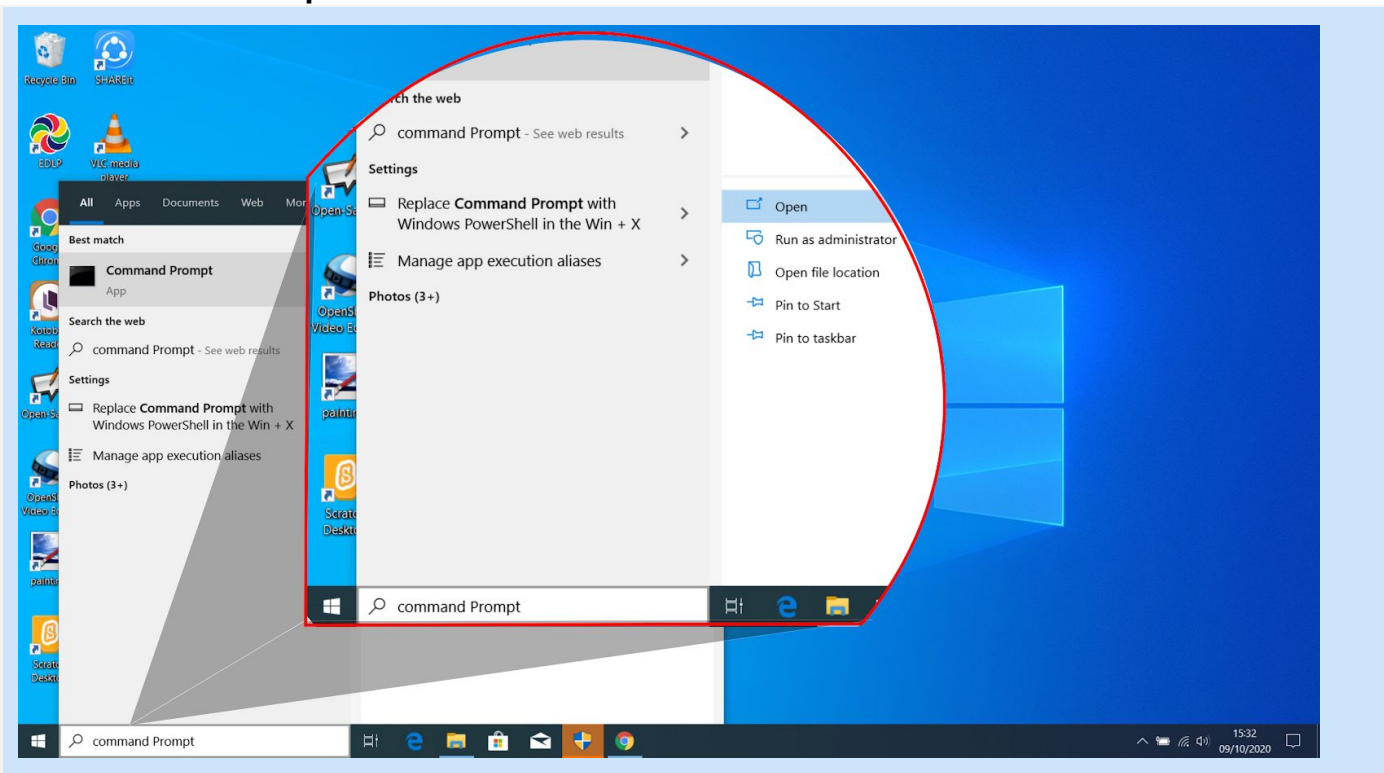 Recycle Bin
SHAREit
EDLP
VLC media
player
All Apps Documents Web
Best match
Command Prompt
App
Search the web
command Prompt - See web results
Settings
Replace Command Prompt with
Windows PowerShell in the Win + X
Manage app execution aliases
Photos (3+)
the web
command Prompt - See web results
Settings
Replace Command Prompt with
Windows PowerShell in the Win + X
Manage app execution aliases
Photos (3+)
Video
command Prompt
Open
Run as administrator
Open file location
Pin to Start
Pin to taskbar
command Prompt
15:32
09/10/2020